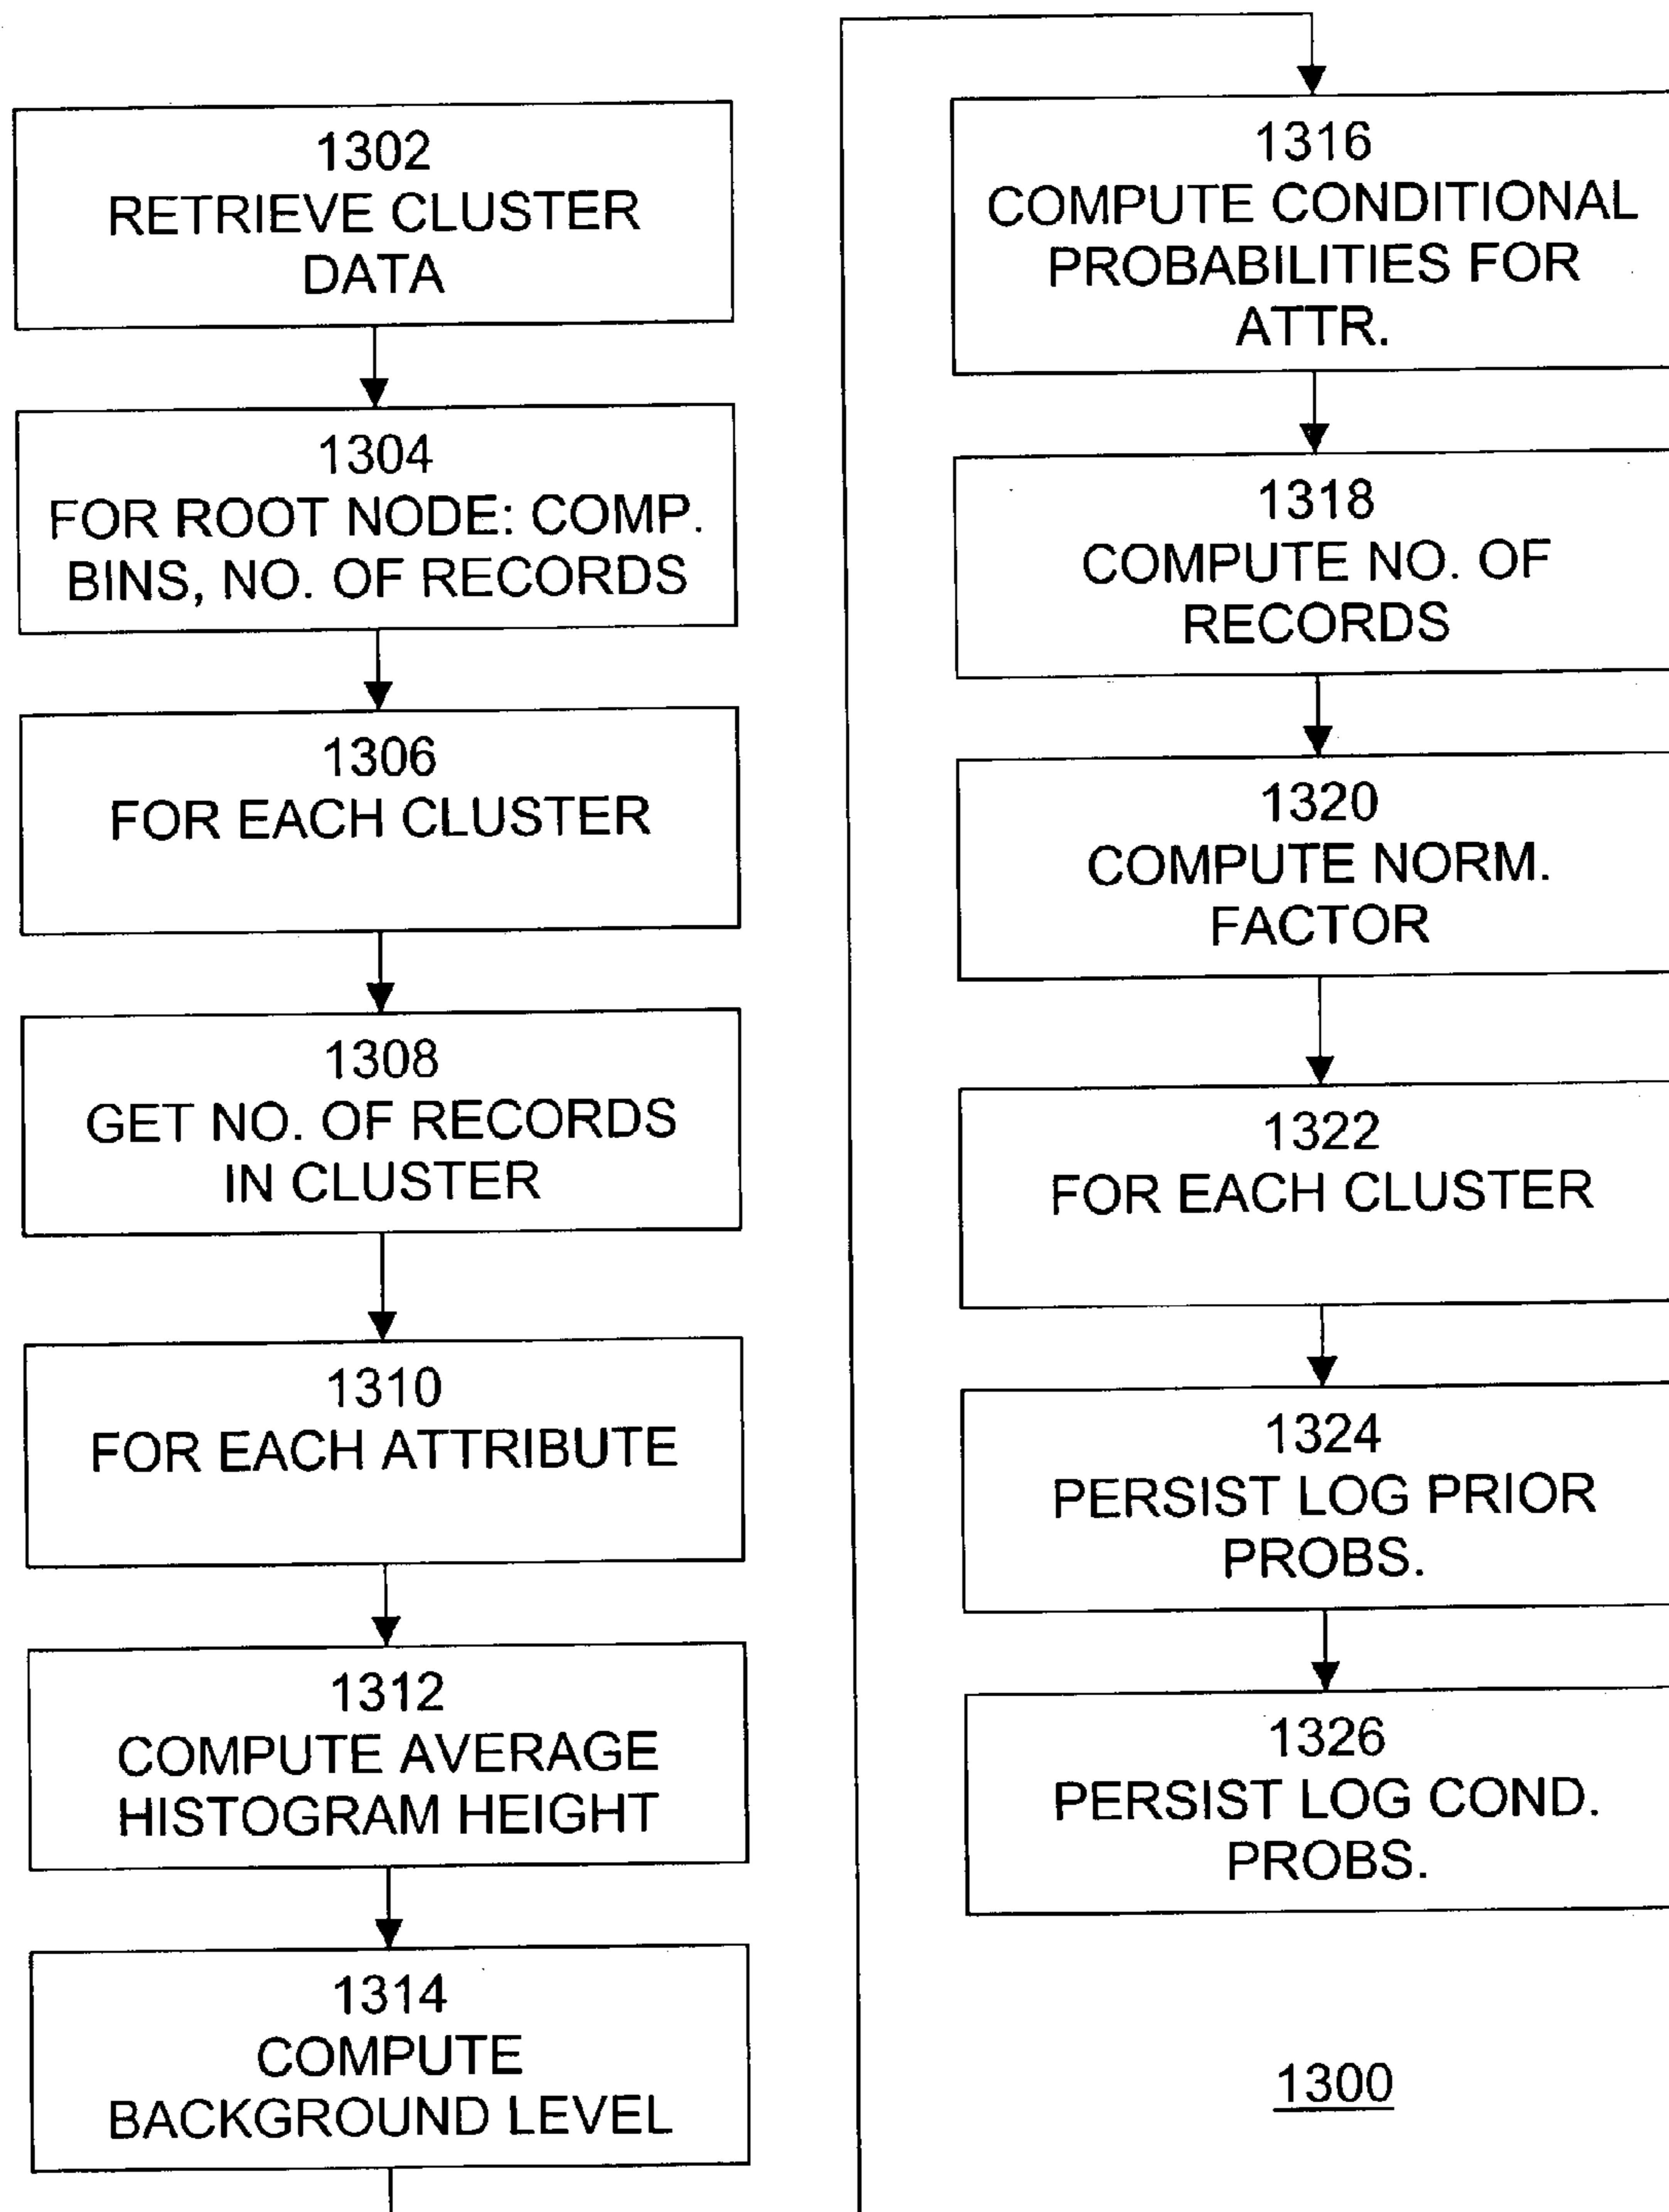 1302
RETRIEVE CLUSTER
DATA
1304
FOR ROOT NODE: COMP.
BINS, NO. OF RECORDS
1306
FOR EACH CLUSTER
1308
GET NO. OF RECORDS
IN CLUSTER
1310
FOR EACH ATTRIBUTE
1312
COMPUTE AVERAGE
HISTOGRAM HEIGHT
1314
COMPUTE
BACKGROUND LEVEL
1316
COMPUTE CONDITIONAL
PROBABILITIES FOR
ATTR.
1318
COMPUTE NO. OF
RECORDS
1320
COMPUTE NORM.
FACTOR
1322
FOR EACH CLUSTER
1324
PERSIST LOG PRIOR
PROBS.
1326
PERSIST LOG COND.
PROBS.
1300